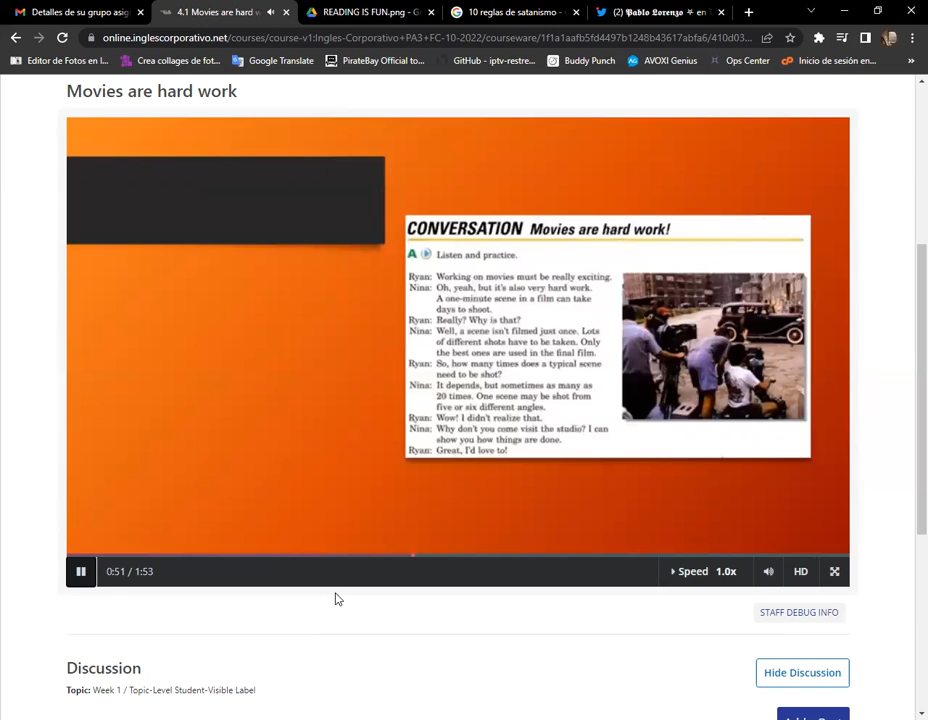 Detalles de su grupo asig
4.1 Movies are hard w
READING IS FUN.png - G
10 reglas de satanismo -
(2) 𝕻𝖆𝖇𝖑𝖔 𝕷𝖔𝖗𝖊𝖓𝖟𝖔 ⛧ en
online.inglescorporativo.net/courses/course-v1:Ingles-Corporativo+PA3+FC-10-2022/courseware/1f1a1aafb5fd4497b1248b43617abfa6/410d03...
Editor de Fotos en l...
Crea collages de fot...
Google Translate
PirateBay Official to...
GitHub - iptv-restre...
Buddy Punch
AVOXI Genius
Ops Center
Inicio de sesión en...
Movies are hard work
CONVERSATION Movies are hard work!
A Listen and practice.
Ryan: Working on movies must be really exciting.
Nina: Oh, yeah, but it's also very hard work.
A one-minute scene in a film can take
days to shoot.
Ryan: Really? Why is that?
Nina: Well, a scene isn't filmed just once. Lots
of different shots have to be taken. Only
the best ones are used in the final film.
Ryan: So, how many times does a typical scene
need to be shot?
Nina: It depends, but sometimes as many as
20 times. One scene may be shot from
five or six different angles.
Ryan: Wow! I didn't realize that.
Nina: Why don't you come visit the studio? I can
show you how things are done.
Ryan: Great, I'd love to!
0:51 / 1:53
Speed 1.0x
HD
STAFF DEBUG INFO
Discussion
Hide Discussion
Topic: Week 1 / Topic-Level Student-Visible Label